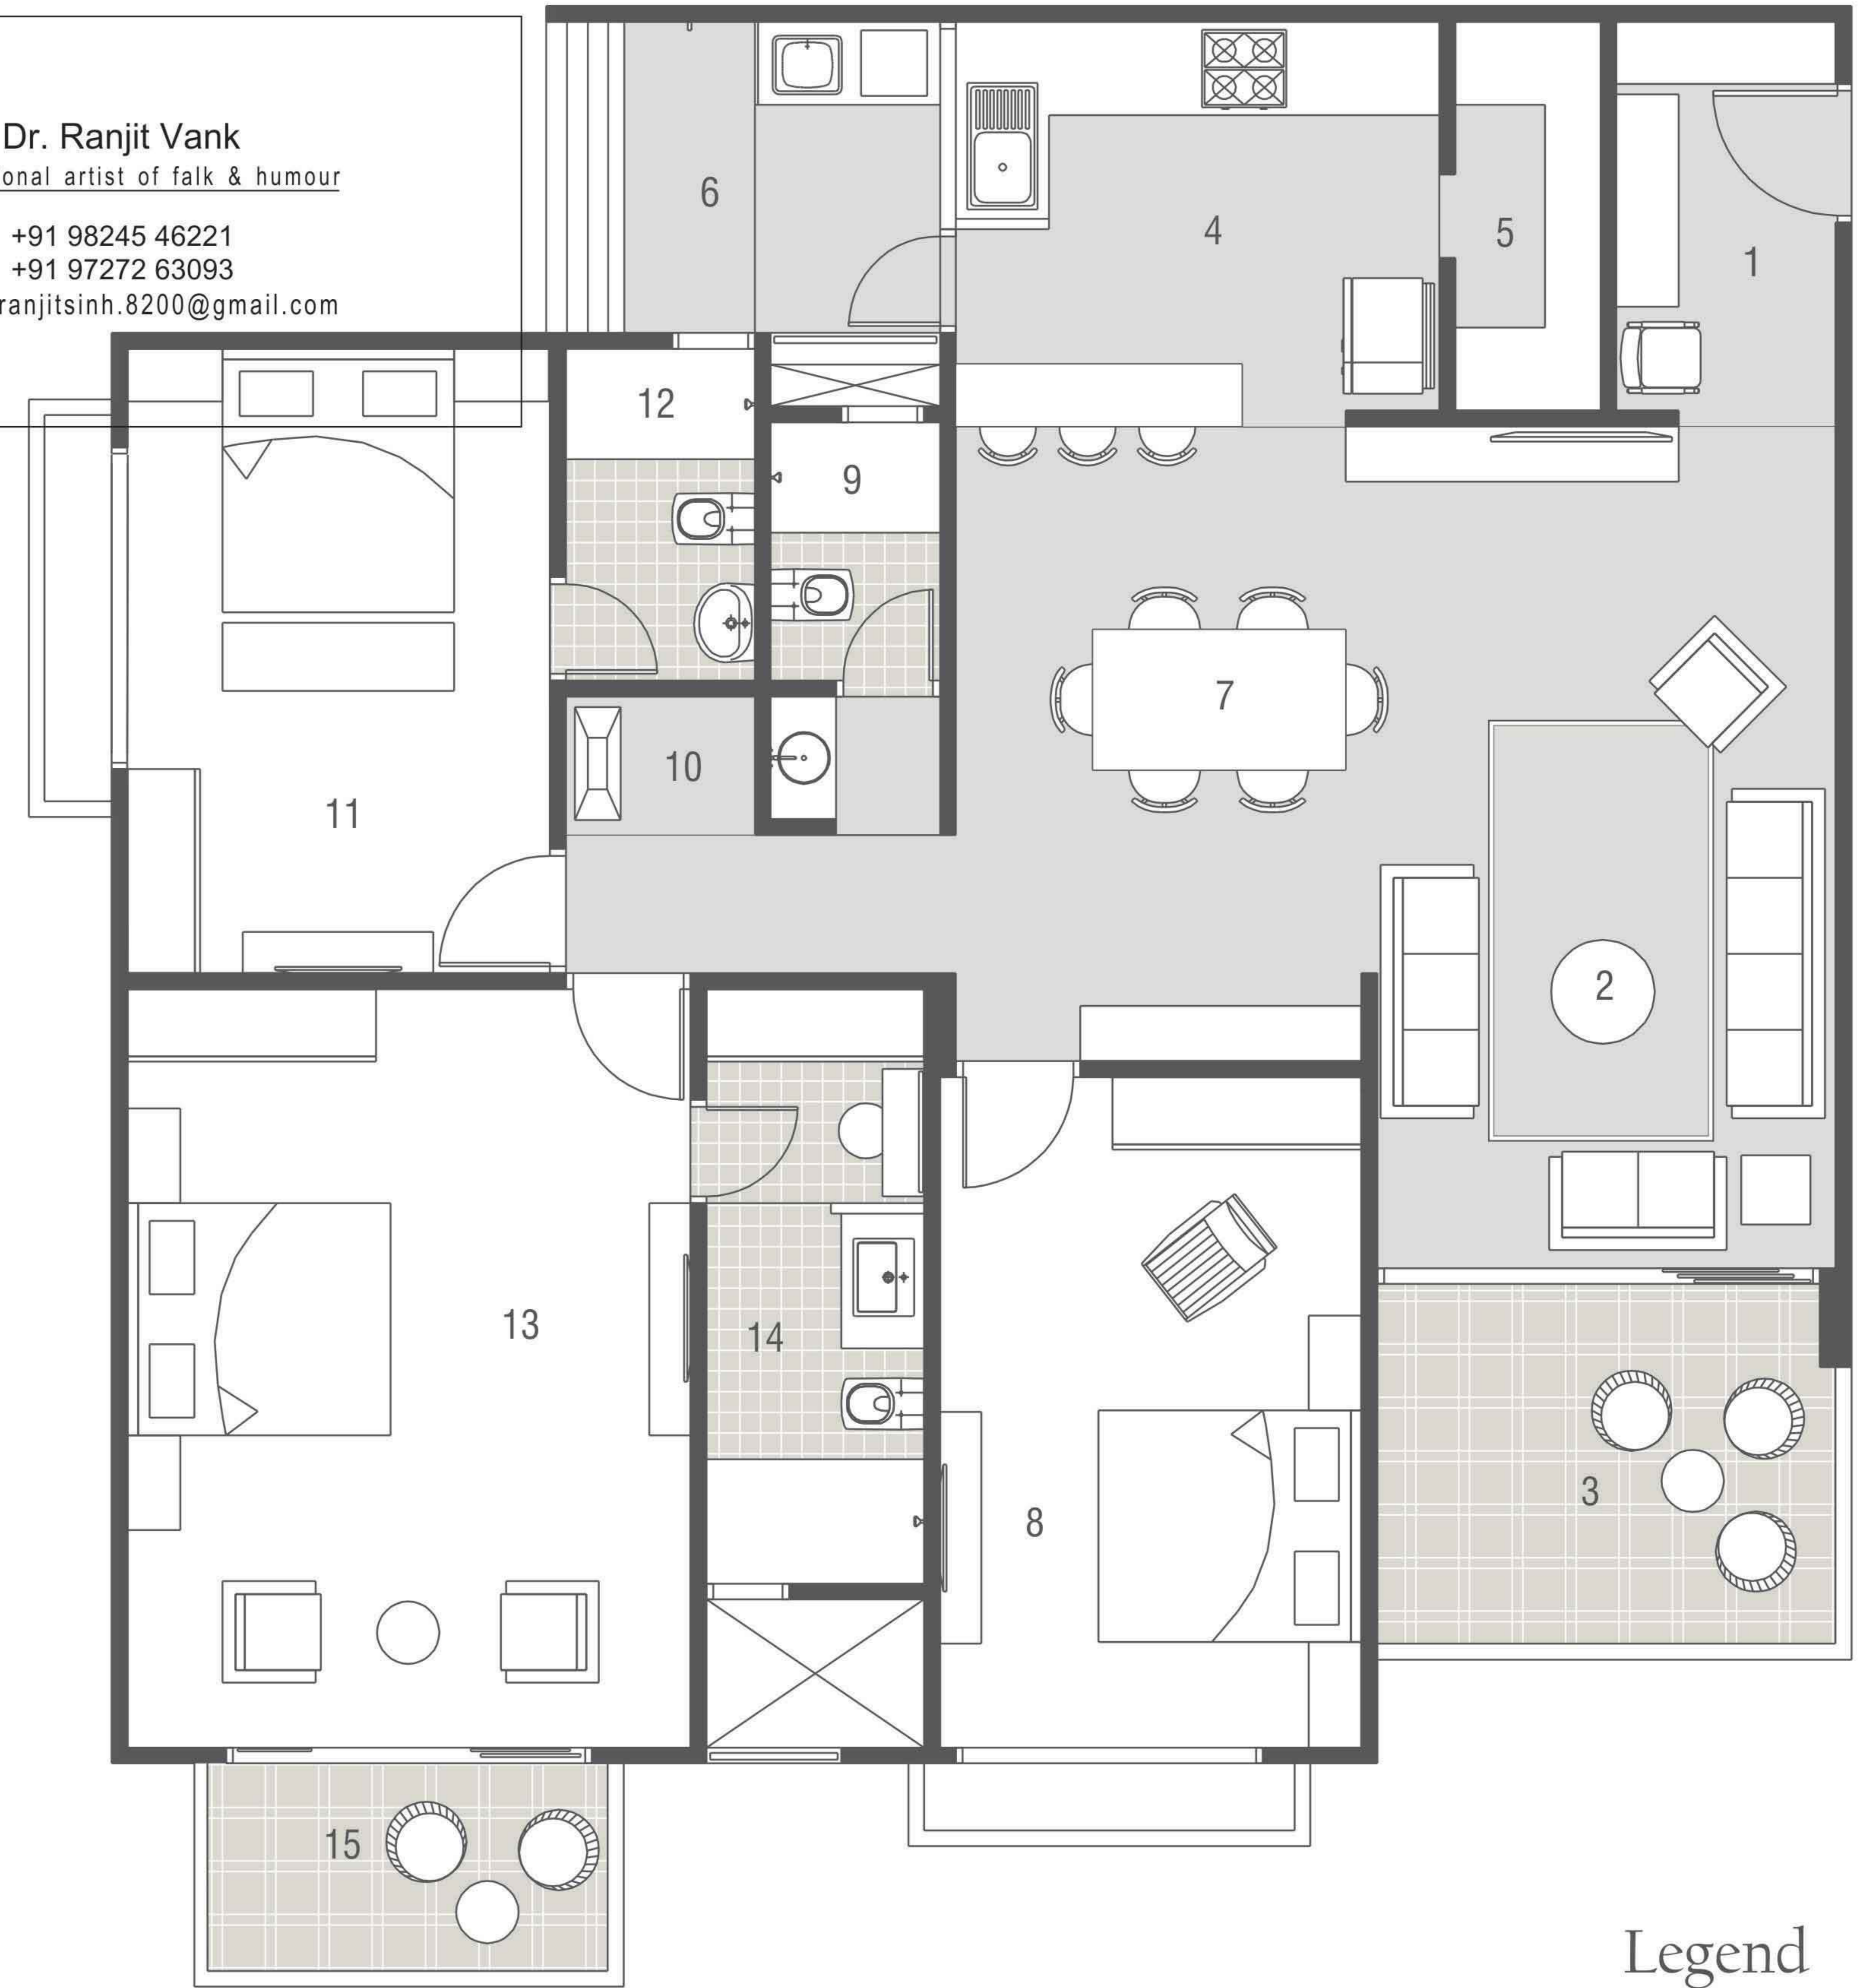 Dr. Ranjit Vank
onal artist of falk & humour
+91 98245 46221
+91 97272 63093
ranjitsinh.8200@gmail.com
6
4
5
1
12
9
7
10
11
2
13
14
3
8
15
Legend